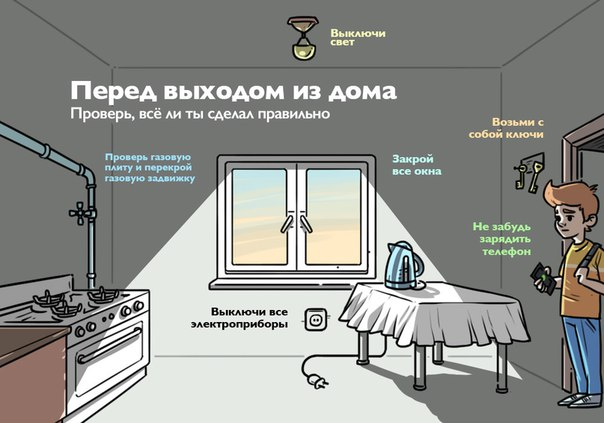 Выключи
свет
Перед выходом из дома
Проверь, всё ли ты сделал правильно
Возьми с
собой ключи
Проверь газовую
плиту и перекрой
газовую задвижку
Закрой
все окна
Не забудь
зарядить
телефон
Выключи все
электроприборы